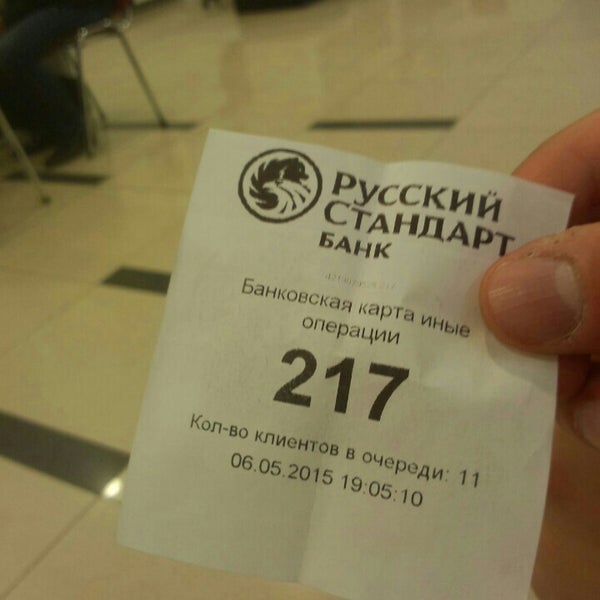 РУССКИЙ
СТАНДАРТ
БАНК
Банковская карта иные
операции
217
Кол-во клиентов в очереди: 11
06.05.2015 19:05:10